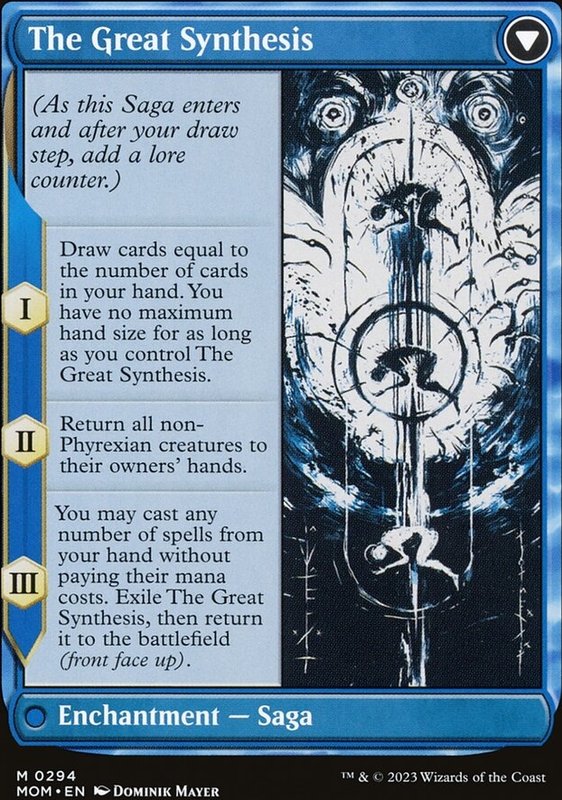 The Great Synthesis
(As this Saga enters
and after your draw
step, add a lore
counter.)
I
Draw cards equal to
the number of cards
in your hand. You
have no maximum
hand size for as long
as you control The
Great Synthesis.
II
Return all non-
Phyrexian creatures to
their owners' hands.
III
You may cast any
number of spells from
your hand without
paying their mana
costs. Exile The Great
Synthesis, then return
it to the battlefield
(front face up).
Enchantment — Saga
M 0294
MOM • EN DOMINIK MAYER
™ & © 2023 Wizards of the Coast